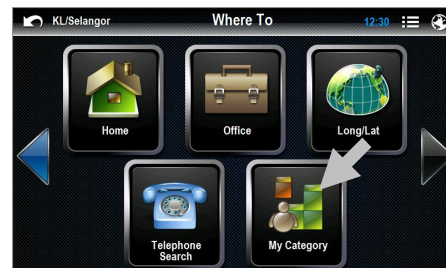 KL/Selangor
Where To
12:30
Home
Office
Long/Lat
Telephone
Search
My Category